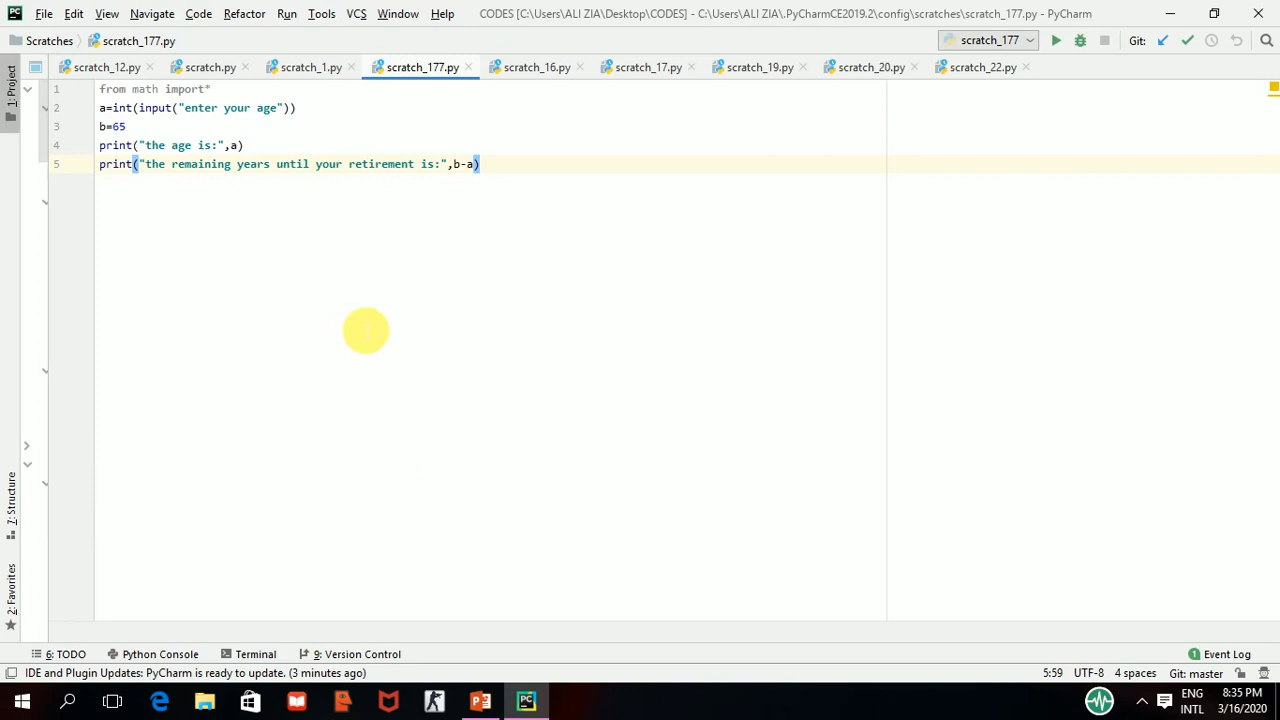 File Edit View Navigate Code Refactor Run Tools VCS Window Help CODES [C:\Users\ALI ZIA\Desktop\CODES] - C:\Users\ALI ZIA\.PyCharmCE2019.2\config\scratches\scratch_177.py - PyCharm
Scratches scratch_177.py scratch_177 Git:
scratch_12.py scratch.py scratch_1.py scratch_177.py scratch_16.py scratch_17.py scratch_19.py scratch_20.py scratch_22.py
1: Project
1 from math import*
2 a=int(input("enter your age"))
3 b=65
4 print("the age is:",a)
5 print("the remaining years until your retirement is:",b-a)
7: Structure
2: Favorites
6: TODO Python Console Terminal 9: Version Control 1 Event Log
IDE and Plugin Updates: PyCharm is ready to update. (3 minutes ago) 5:59 UTF-8 4 spaces Git: master
ENG 8:35 PM
INTL 3/16/2020